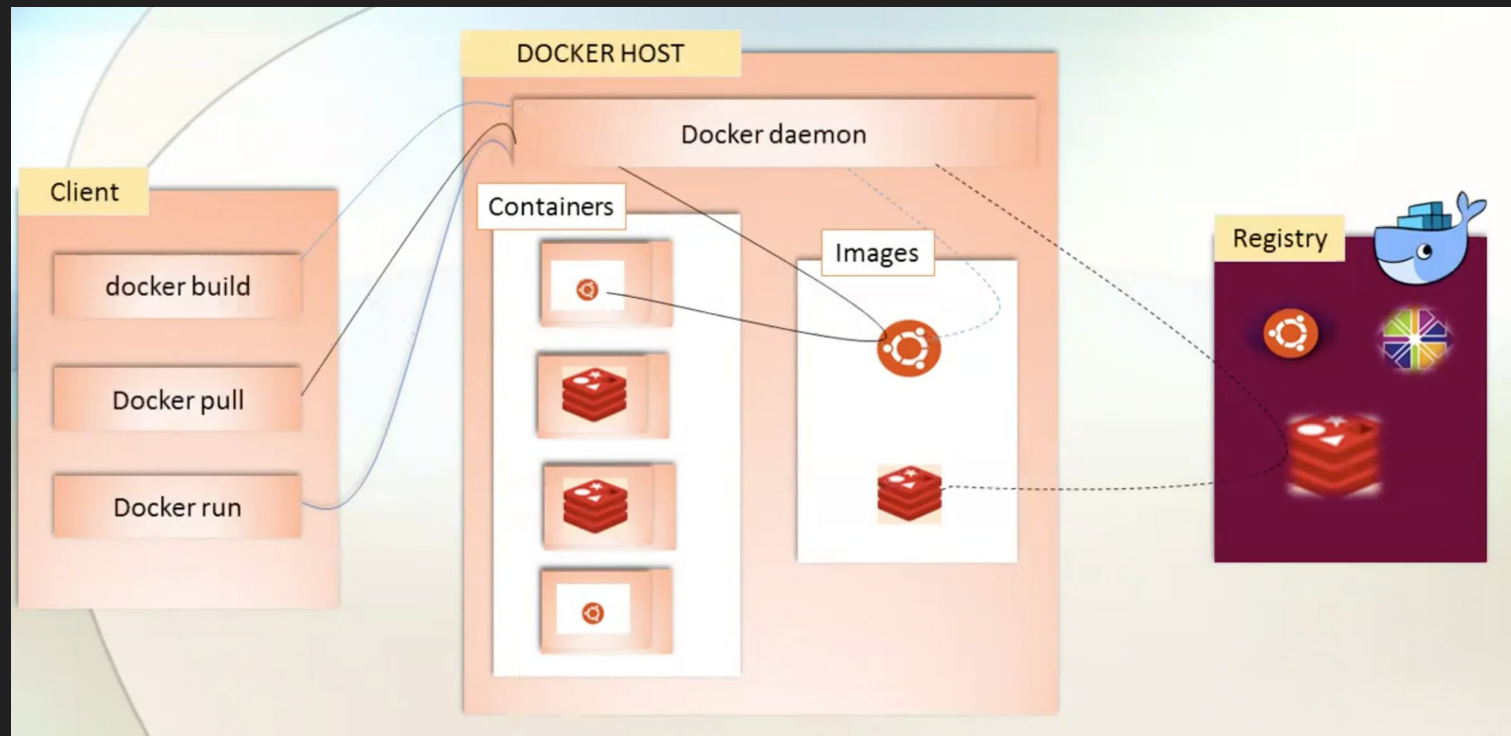 DOCKER HOST
Docker daemon
Client
docker build
Docker pull
Docker run
Containers
Images
Registry